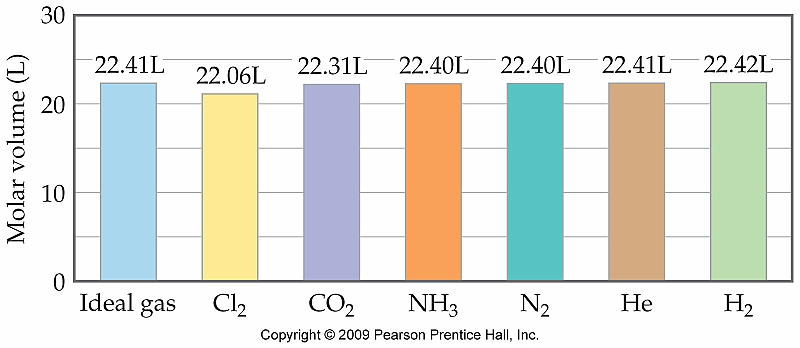 30
20
10
0
Molar volume (L)
22.41L 22.06L 22.31L 22.40L 22.40L 22.41L 22.42L
Ideal gas Cl2 CO2 NH3 N2 He H2
Copyright © 2009 Pearson Prentice Hall, Inc.